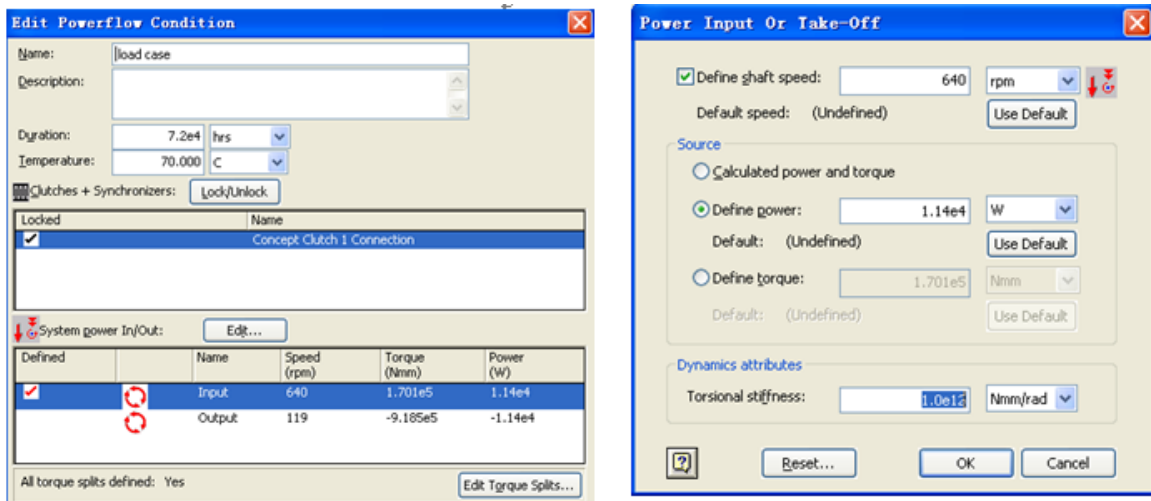 Edit Powerflow Condition
Name: load case
Description:
Duration: 7.2e4 hrs
Temperature: 70.000 C
Clutches + Synchronizers: Lock/Unlock
Locked Name
Concept Clutch 1 Connection
System power In/Out: Edit...
Defined Name Speed (rpm) Torque (Nmm) Power (W)
Input 640 1.701e5 1.14e4
Output 119 -9.185e5 -1.14e4
All torque splits defined: Yes Edit Torque Splits...
Power Input Or Take-Off
Define shaft speed: 640 rpm
Default speed: (Undefined) Use Default
Source
Calculated power and torque
Define power: 1.14e4 W
Default: (Undefined) Use Default
Define torque: 1.701e5 Nmm
Default: (Undefined) Use Default
Dynamics attributes
Torsional stiffness: 1.0e12 Nmm/rad
Reset... OK Cancel